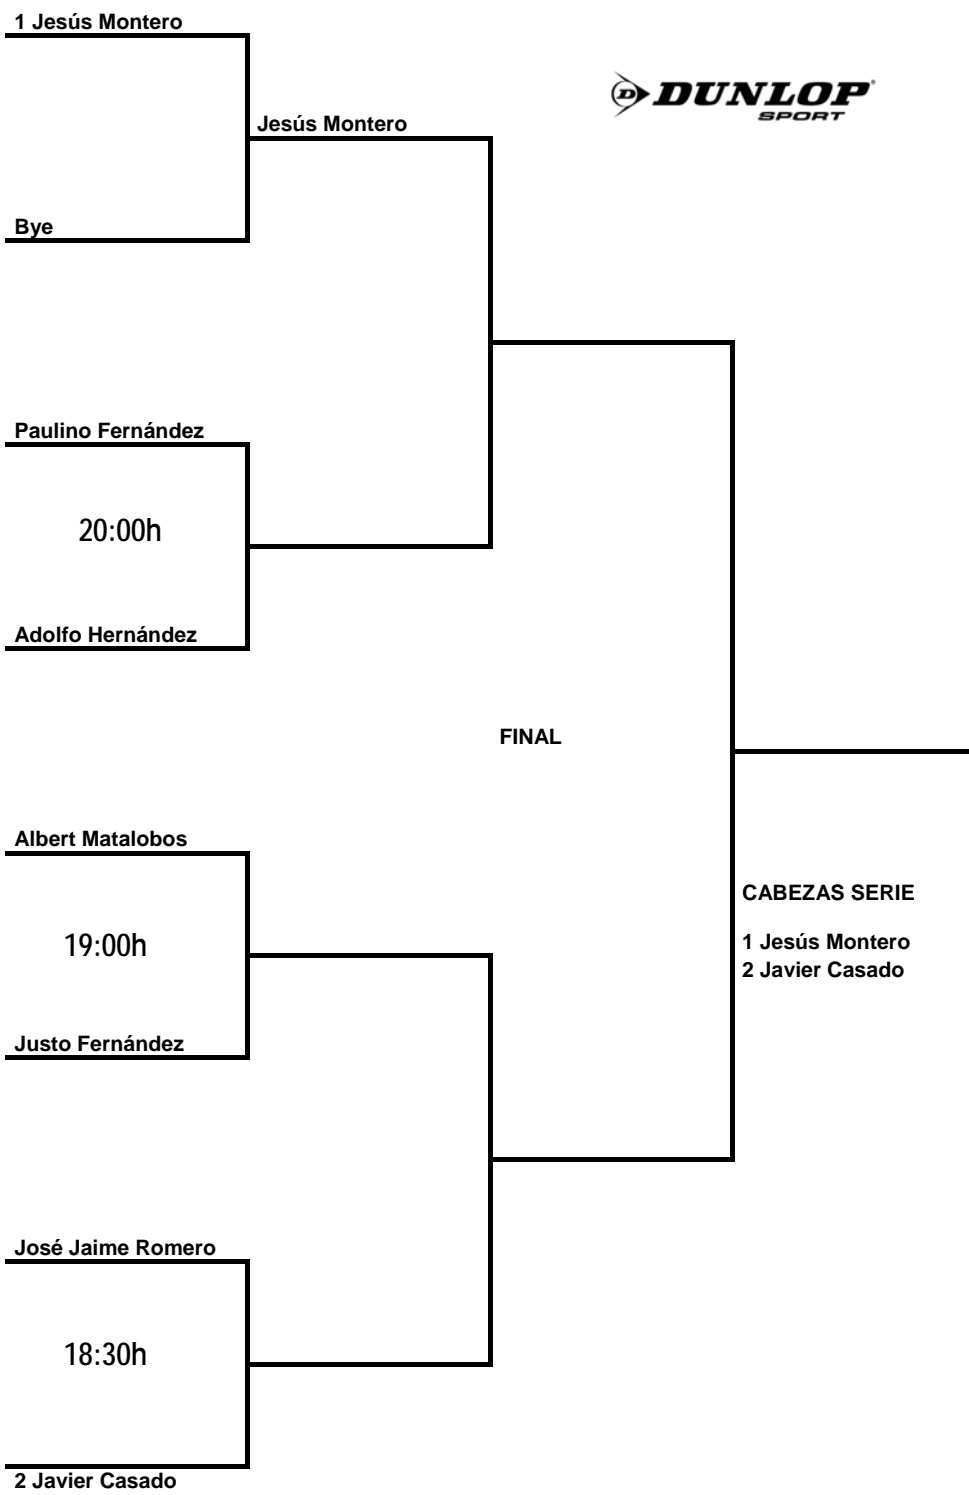 1 Jesús Montero
DUNLOP
SPORT
Jesús Montero
Bye
Paulino Fernández
20:00h
Adolfo Hernández
FINAL
Albert Matalobos
CABEZAS SERIE
19:00h
1 Jesús Montero
2 Javier Casado
Justo Fernández
José Jaime Romero
18:30h
2 Javier Casado